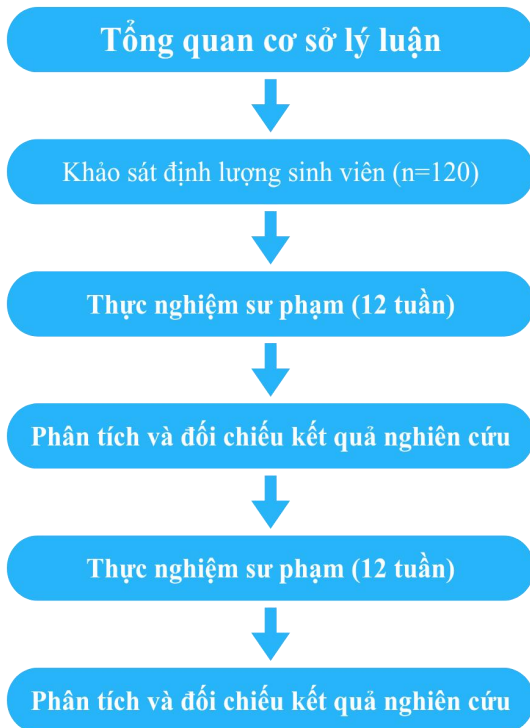 Tổng quan cơ sở lý luận
Khảo sát định lượng sinh viên (n=120)
Thực nghiệm sư phạm (12 tuần)
Phân tích và đối chiếu kết quả nghiên cứu
Thực nghiệm sư phạm (12 tuần)
Phân tích và đối chiếu kết quả nghiên cứu